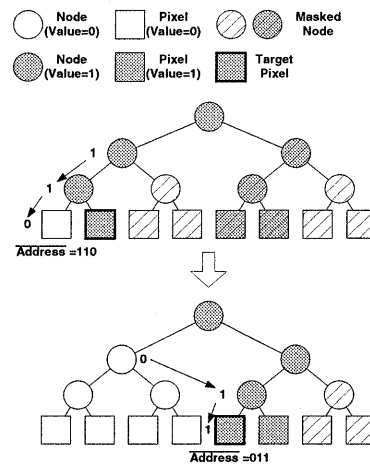 Node (Value=0) Pixel (Value=0) Masked Node
Node (Value=1) Pixel (Value=1) Target Pixel
1
1
0
Address =110
0
1
1
Address =011